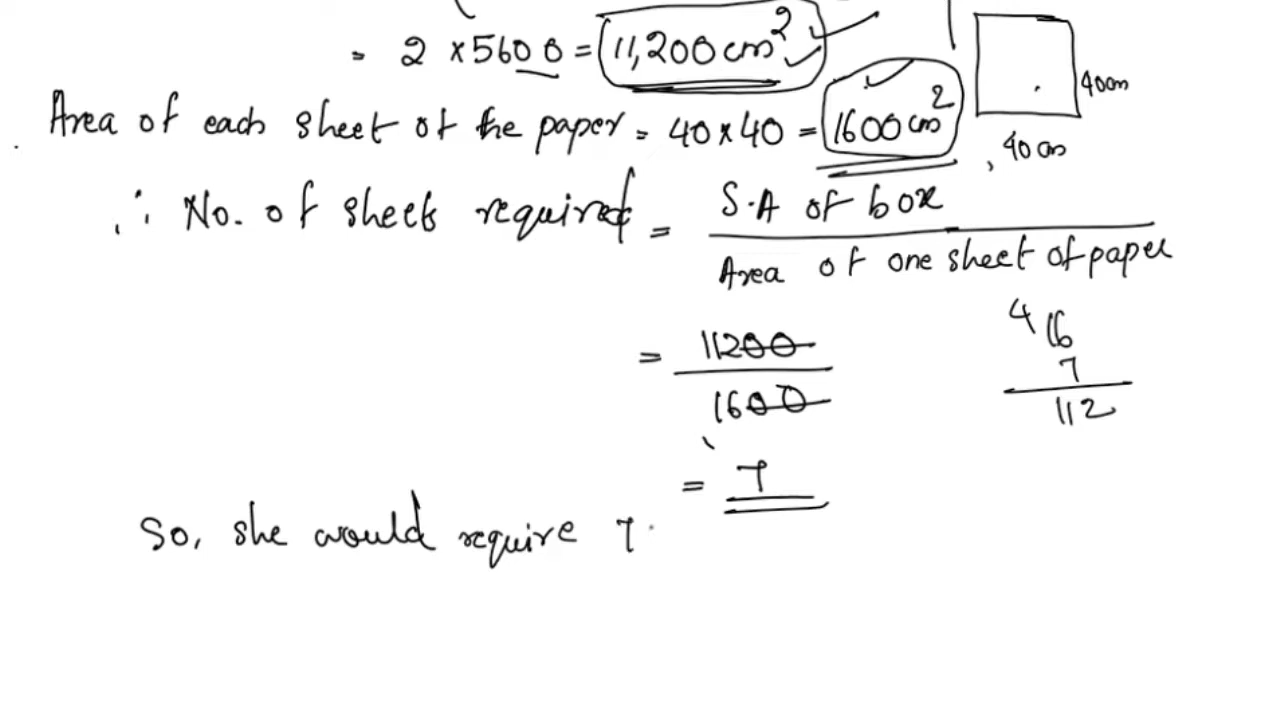 = 2 × 5600 = 11,200 cm²
40cm
Area of each sheet of the paper = 40×40 = 1600 cm²
40 cm
∴ No. of sheets required = S.A of box / Area of one sheet of paper
= 11200 / 1600
4 16
7
112
= 7
So, she would require 7